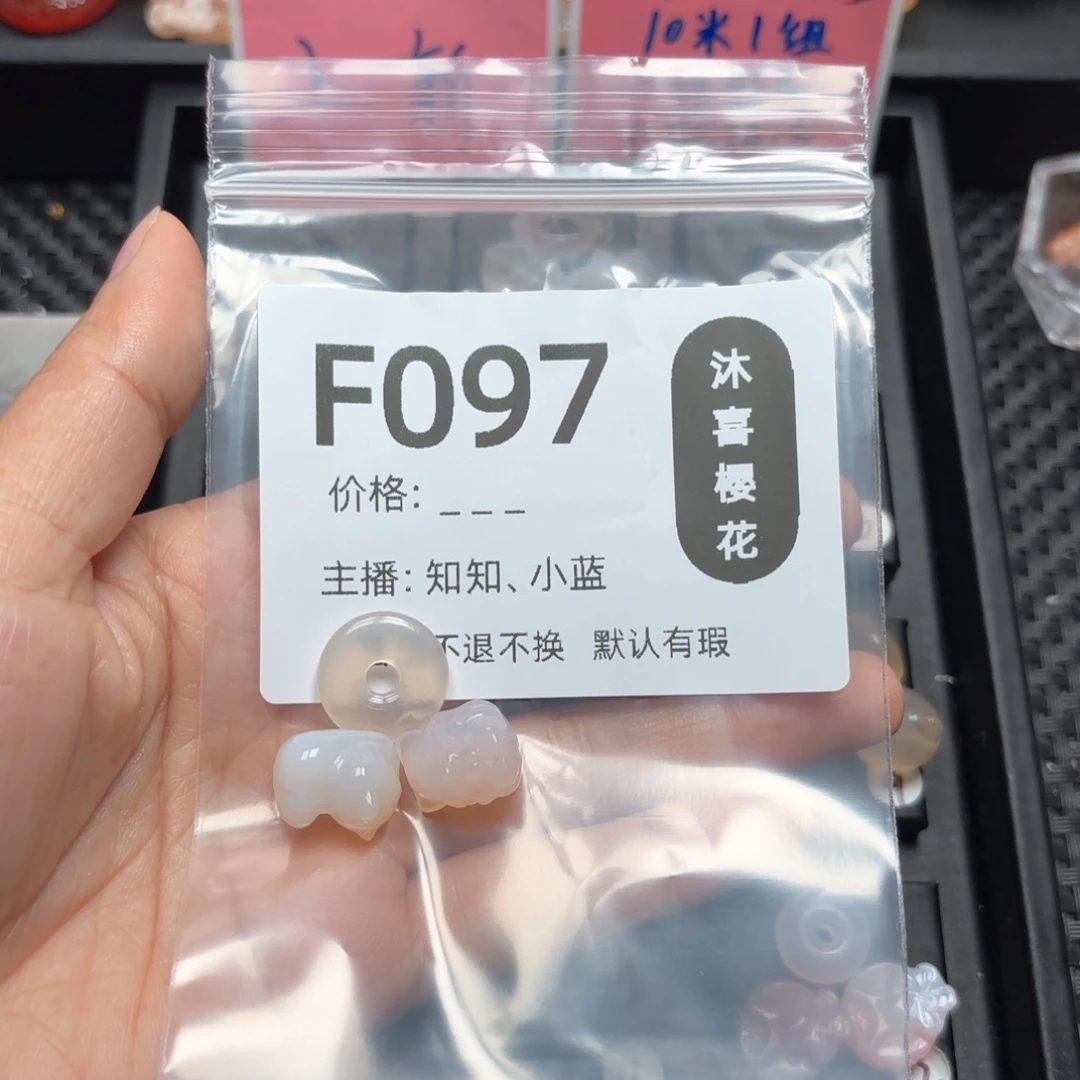 10米1组
F097
沐喜樱花
价格: _ _ _
主播: 知知、小蓝
不退不换 默认有瑕